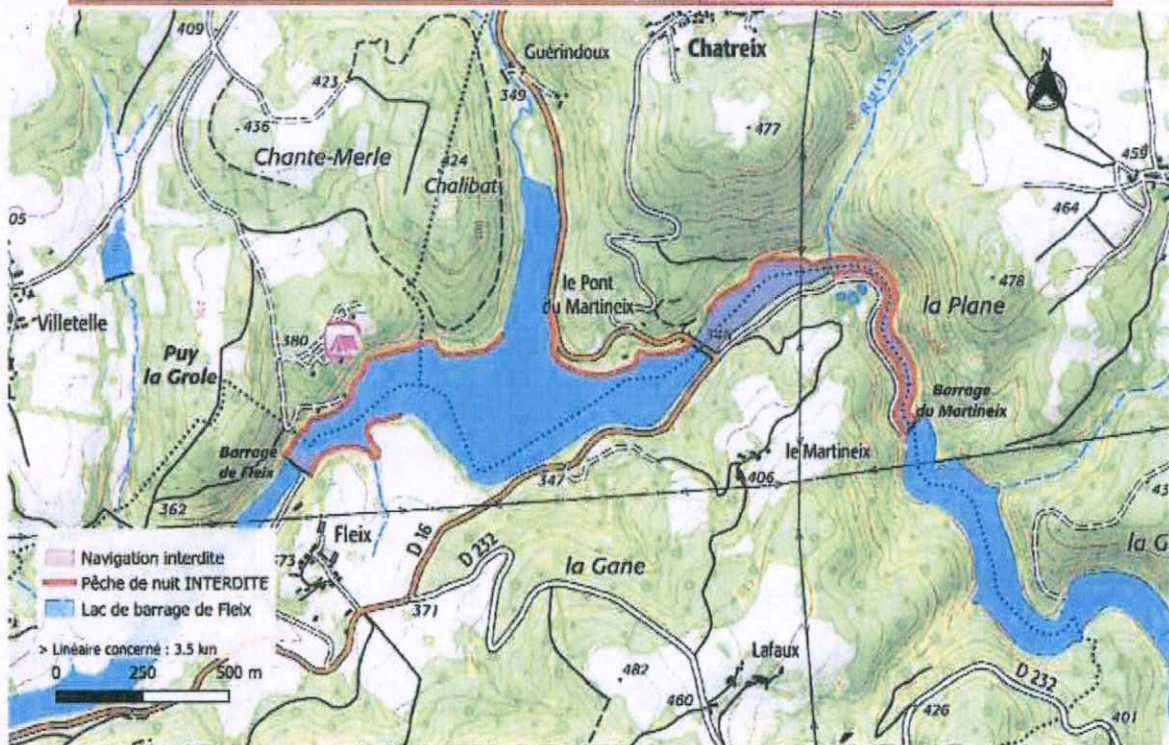 409
Guérindoux
Chatreix
N
423
349
Ruisseau
436
477
Chante-Merle
424
Chalibat
459
464
05
478
le Pont
du Martineix
la Plane
Villetelle
380
Puy
la Grole
Barrage
du Martineix
Barrage
de Fleix
le Martineix
347
406
362
Fleix
D 16
D 232
la Gane
la G
Navigation interdite
373
Pêche de nuit INTERDITE
371
Lac de barrage de Fleix
> Linéaire concerné : 3.5 km
0 250 500 m
Lafaux
482
D 232
460
426
401